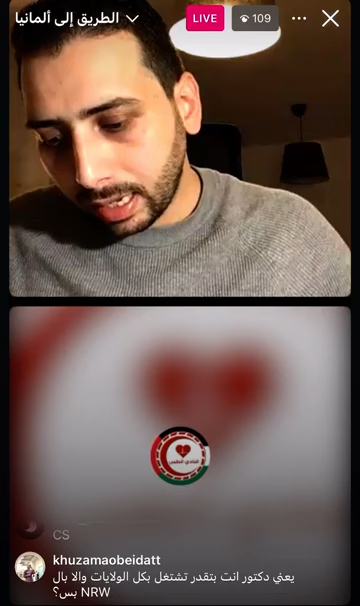 الطريق إلى ألمانيا
LIVE
109
CS
khuzamaobeidatt
يعني دكتور انت بتقدر تشتغل بكل الولايات والا بال
NRW بس؟